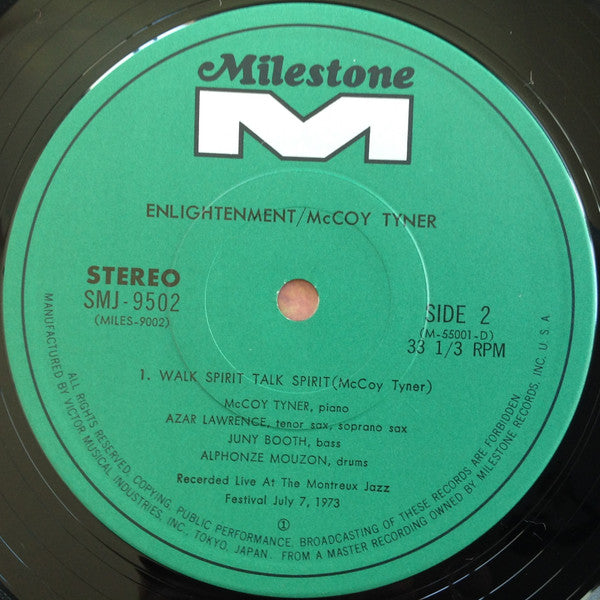 Milestone
M
ENLIGHTENMENT/McCOY TYNER
STEREO
SMJ-9502
(MILES-9002)
SIDE 2
(M-55001-D)
33 1/3 RPM
1. WALK SPIRIT TALK SPIRIT(McCoy Tyner)
McCOY TYNER, piano
AZAR LAWRENCE, tenor sax, soprano sax
JUNY BOOTH, bass
ALPHONZE MOUZON, drums
Recorded Live At The Montreux Jazz
Festival July 7, 1973
①
ALL RIGHTS RESERVED. COPYING, PUBLIC PERFORMANCE, BROADCASTING OF THESE RECORDS ARE FORBIDDEN
MANUFACTURED BY VICTOR MUSICAL INDUSTRIES, INC., TOKYO, JAPAN. FROM A MASTER RECORDING OWNED BY MILESTONE RECORDS, INC, U.S.A